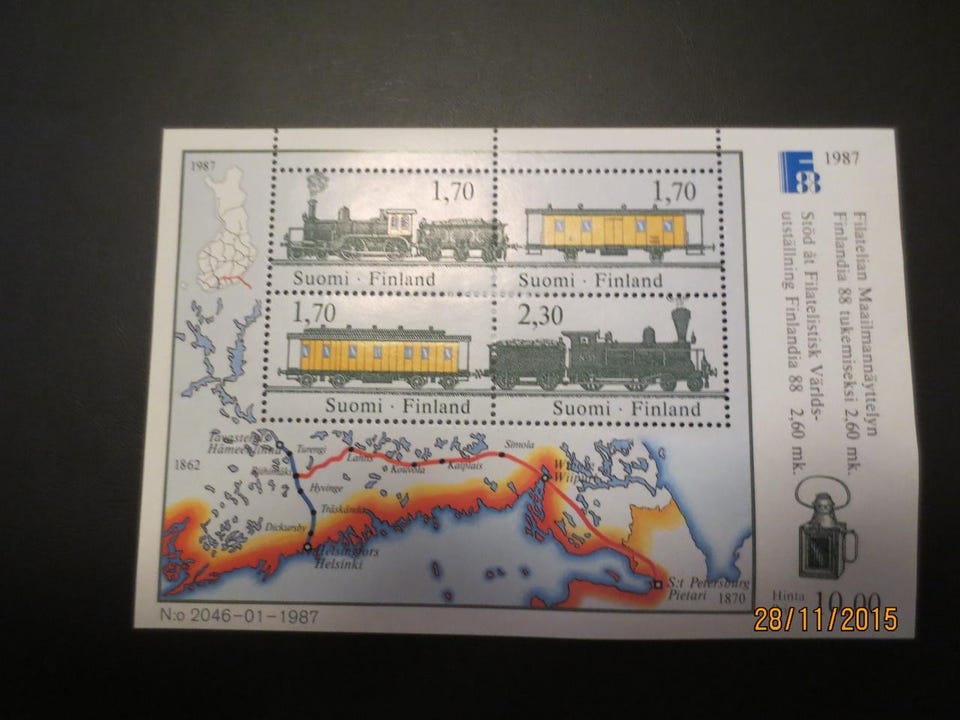 1987
1,70
1,70
Suomi · Finland
Suomi · Finland
1,70
2,30
Suomi · Finland
Suomi · Finland
Tavastehus
Hämeenlinna
Turengi
Lahtis
Kouvola
Kaipiais
Simola
Wiipuri
1862
Hyvinge
Träskända
Dickursby
Helsingfors
Helsinki
S:t Petersburg
Pietari 1870
N:o 2046-01-1987
1987
Filatelian Maailmannäyttelyn
Finlandia 88 tukemiseksi 2,60 mk.
Stöd åt Filatelistisk Världs-
utställning Finlandia 88 2,60 mk.
Hinta 10,00
28/11/2015